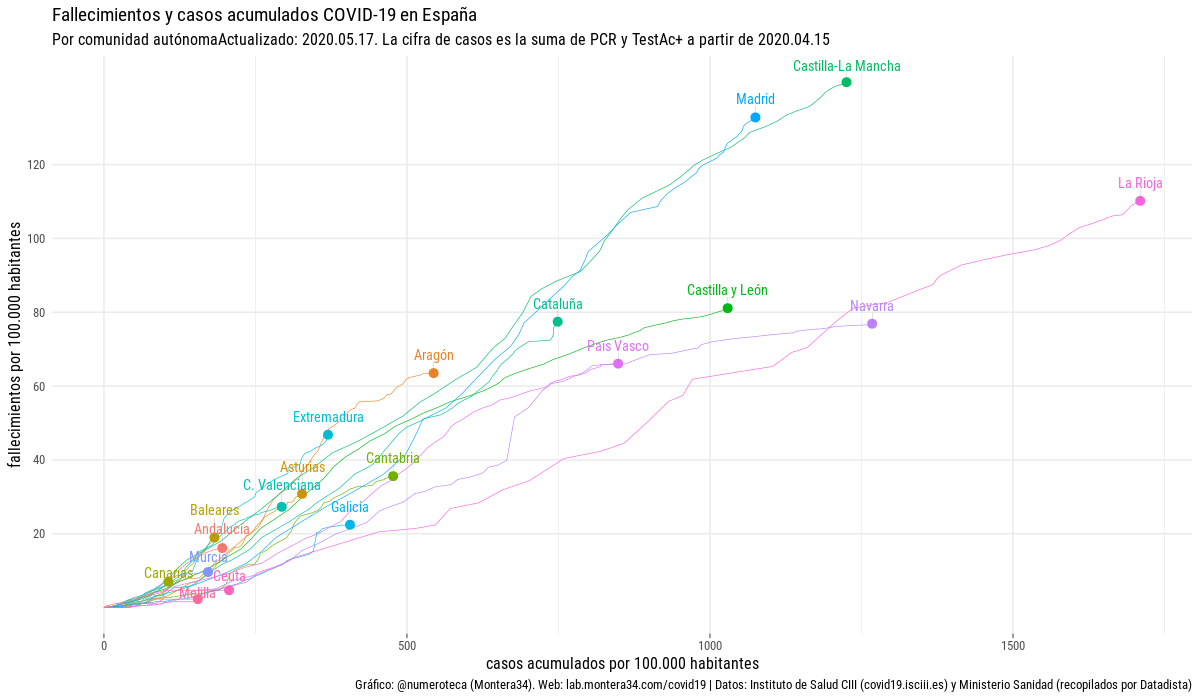 Fallecimientos y casos acumulados COVID-19 en España
Por comunidad autónomaActualizado: 2020.05.17. La cifra de casos es la suma de PCR y TestAc+ a partir de 2020.04.15
Castilla-La Mancha
Madrid
La Rioja
Castilla y León
Cataluña
Navarra
País Vasco
Aragón
Extremadura
Cantabria
Asturias
C. Valenciana
Galicia
Baleares
Andalucía
Murcia
Canarias
Ceuta
Melilla
120
100
80
60
40
20
fallecimientos por 100.000 habitantes
0
500
1000
1500
casos acumulados por 100.000 habitantes
Gráfico: @numeroteca (Montera34). Web: lab.montera34.com/covid19 | Datos: Instituto de Salud CIII (covid19.isciii.es) y Ministerio Sanidad (recopilados por Datadista)